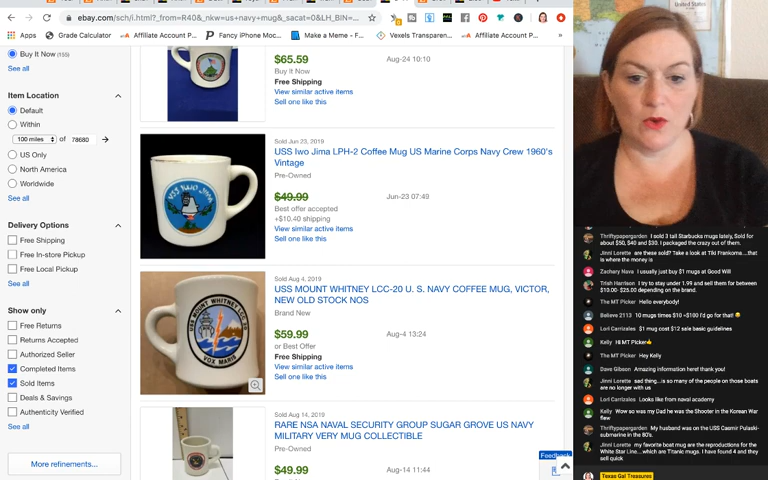 ebay.com/sch/i.html?_from=R40&_nkw=us+navy+mug&_sacat=0&LH_BIN=...
Apps
Grade Calculator
Affiliate Account P...
Fancy iPhone Moc...
Make a Meme - F...
Vexels Transparen...
Affiliate Account P...
Buy It Now (155)
See all
Item Location
Default
Within
100 miles of 78680
US Only
North America
Worldwide
See all
Delivery Options
Free Shipping
Free In-store Pickup
Free Local Pickup
See all
Show only
Free Returns
Returns Accepted
Authorized Seller
Completed Items
Sold Items
Deals & Savings
Authenticity Verified
See all
More refinements...
$65.59
Aug-24 10:10
Buy It Now
Free Shipping
View similar active items
Sell one like this
Sold Jun 23, 2019
USS Iwo Jima LPH-2 Coffee Mug US Marine Corps Navy Crew 1960's
Vintage
Pre-Owned
$49.99
Jun-23 07:49
Best offer accepted
+$10.40 shipping
View similar active items
Sell one like this
USS IWO JIMA
Sold Aug 4, 2019
USS MOUNT WHITNEY LCC-20 U. S. NAVY COFFEE MUG, VICTOR,
NEW OLD STOCK NOS
Brand New
$59.99
Aug-4 13:24
or Best Offer
Free Shipping
View similar active items
Sell one like this
USS MOUNT WHITNEY LCC-20
VOX MARIS
Sold Aug 14, 2019
RARE NSA NAVAL SECURITY GROUP SUGAR GROVE US NAVY
MILITARY VERY MUG COLLECTIBLE
Pre-Owned
$49.99
Aug-14 11:44
Feedback
United States
Thriftypapergarden I sold 3 tall Starbucks mugs lately, Sold for
about $50, $40 and $30. I packaged the crazy out of them.
Jinni Lorette are these sold? Take a look at Tiki Frankoma....that
is where the money is
Zachary Nava I usually just buy $1 mugs at Good Will
Trish Harrison I try to stay under 1.99 and sell them for between
$10.00- $25.00 depending on the brand.
The MT Picker Hello everybody!
Believe 2113 10 mugs times $10 =$100 I'd go for that! 😄
Lori Carrizales $1 mug cost $12 sale basic guidelines
Kelly Hi MT Picker👍
The MT Picker Hey Kelly
Dave Gibson Amazing information here! thank you!
Jinni Lorette sad thing...is so many of the people on those boats
are no longer with us
Lori Carrizales Looks like from naval academy
Kelly Wow so was my Dad he was the Shooter in the Korean War
flew
Thriftypapergarden My husband was on the USS Casmir Pulaski-
submarine in the 80's.
Jinni Lorette my favorite boat mug are the reproductions for the
White Star Line...which are Titanic mugs. I have found 4 and they
sell quick
Texas Gal Treasures